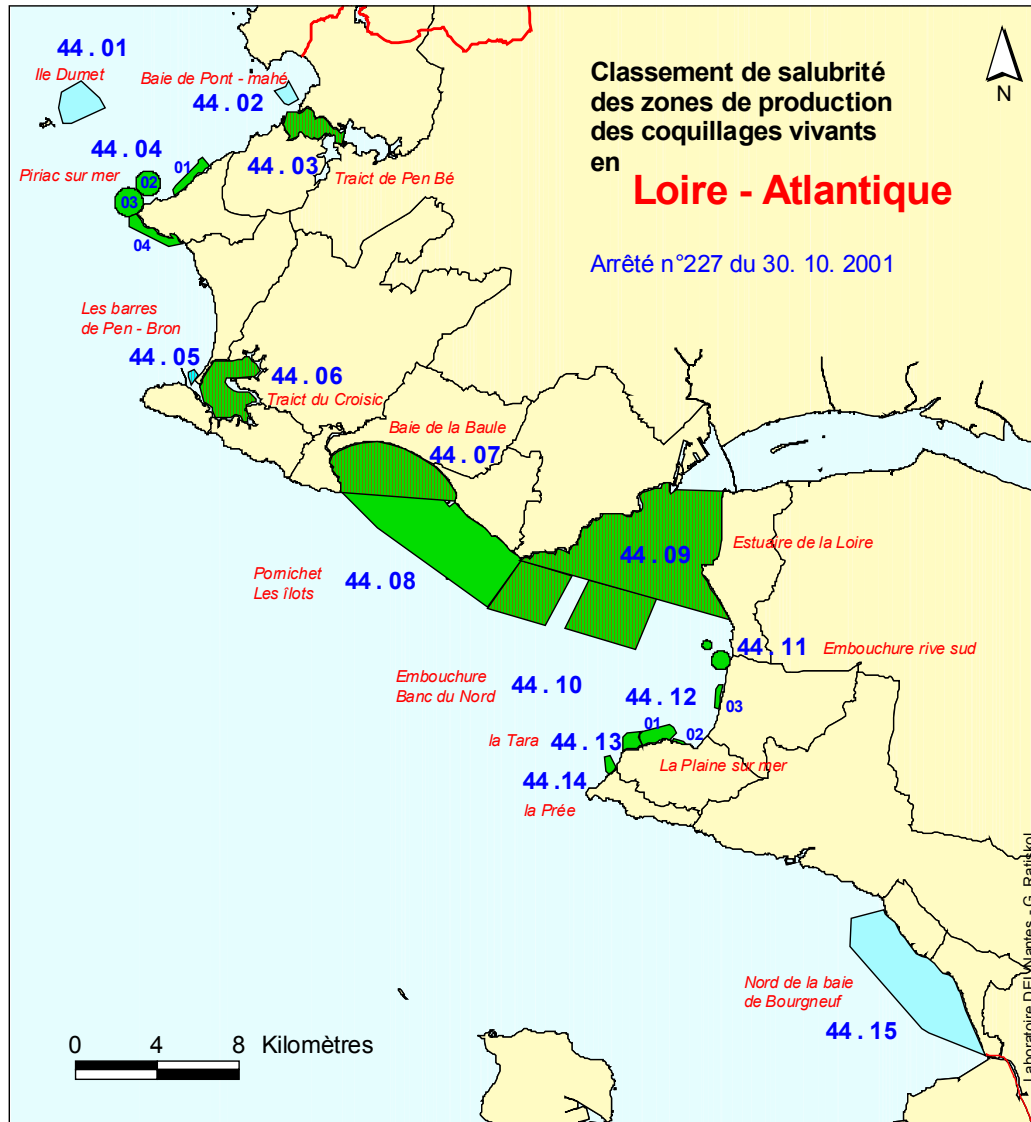 44 . 01
Ile Dumet
Baie de Pont - mahé
44 . 02
N
Classement de salubrité
des zones de production
des coquillages vivants
en
Loire - Atlantique
Arrêté n°227 du 30. 10. 2001
44 . 04
Piriac sur mer
01
02
03
04
44 . 03
Traict de Pen Bé
Les barres
de Pen - Bron
44 . 05
44 . 06
Traict du Croisic
Baie de la Baule
44 . 07
Pornichet
Les îlots
44 . 08
44 . 09
Estuaire de la Loire
44 . 11
Embouchure rive sud
Embouchure
Banc du Nord
44 . 10
44 . 12
01
02
03
la Tara
44 . 13
La Plaine sur mer
44 . 14
la Prée
Nord de la baie
de Bourgneuf
44 . 15
0 4 8 Kilomètres
Laboratoire DEL/Nantes - G. Ratiskol